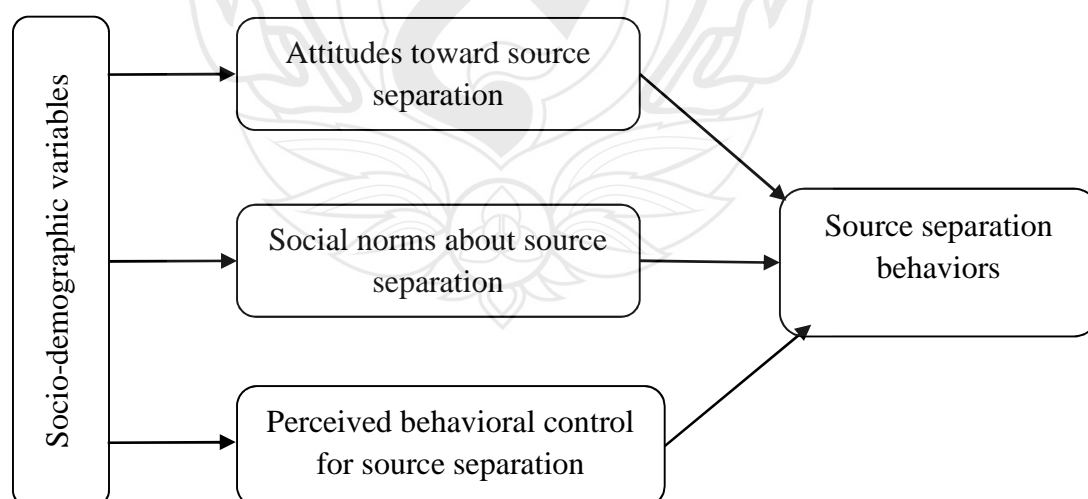 Socio-demographic variables
Attitudes toward source
separation
Social norms about source
separation
Perceived behavioral control
for source separation
Source separation
behaviors